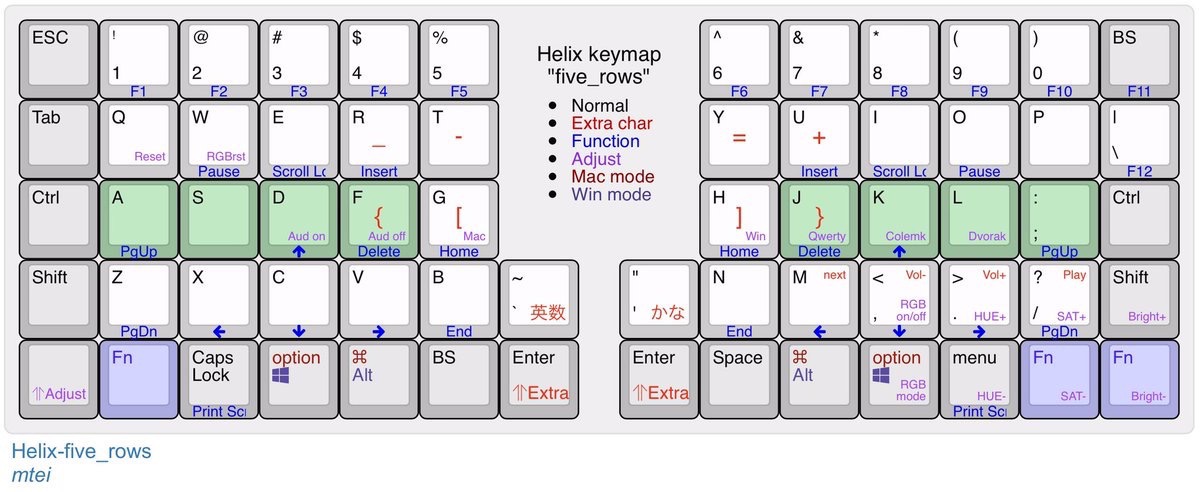 ESC ! @ # $ % ^ & * ( ) BS
1 2 3 4 5 6 7 8 9 0
F1 F2 F3 F4 F5 F6 F7 F8 F9 F10 F11
Helix keymap
"five_rows"
• Normal
• Extra char
• Function
• Adjust
• Mac mode
• Win mode
Tab Q W E R T Y U I O P |
_ - = +
Reset RGBrst \
Pause Scroll Lc Insert Insert Scroll Lc Pause F12
Ctrl A S D F G H J K L : Ctrl
{ [ ] }
Aud on Aud off Mac Win Qwerty Colemk Dvorak ;
PgUp ↑ Delete Home Home Delete ↑ PgUp
Shift Z X C V B ~ " N M next < Vol- > Vol+ ? Play Shift
` 英数 ' かな , RGB on/off . HUE+ / SAT+ Bright+
PgDn ← ↓ → End End ← ↓ → PgDn
Fn Caps Lock option ⌘ BS Enter Enter Space ⌘ option menu Fn Fn
⇑Adjust Alt ⇑Extra ⇑Extra Alt RGB mode HUE- SAT- Bright-
Print Scr Print Scr
Helix-five_rows
mtei